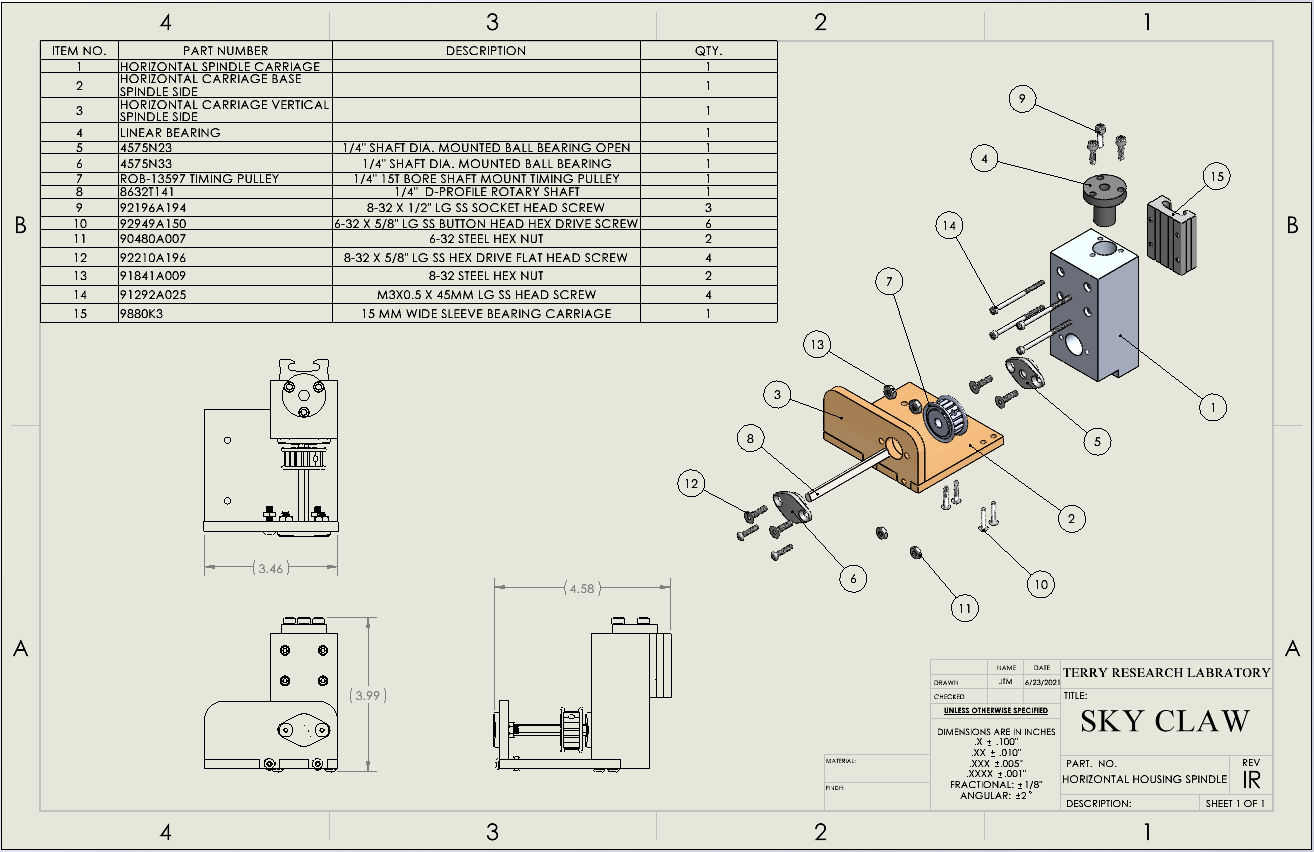 4 3 2 1
ITEM NO. PART NUMBER DESCRIPTION QTY.
1 HORIZONTAL SPINDLE CARRIAGE 1
2 HORIZONTAL CARRIAGE BASE SPINDLE SIDE 1
3 HORIZONTAL CARRIAGE VERTICAL SPINDLE SIDE 1
4 LINEAR BEARING 1
5 4575N23 1/4" SHAFT DIA. MOUNTED BALL BEARING OPEN 1
6 4575N33 1/4" SHAFT DIA. MOUNTED BALL BEARING 1
7 ROB-13597 TIMING PULLEY 1/4" 15T BORE SHAFT MOUNT TIMING PULLEY 1
8 8632T141 1/4" D-PROFILE ROTARY SHAFT 1
9 92196A194 8-32 X 1/2" LG SS SOCKET HEAD SCREW 3
10 92949A150 6-32 X 5/8" LG SS BUTTON HEAD HEX DRIVE SCREW 6
11 90480A007 6-32 STEEL HEX NUT 2
12 92210A196 8-32 X 5/8" LG SS HEX DRIVE FLAT HEAD SCREW 4
13 91841A009 8-32 STEEL HEX NUT 2
14 91292A025 M3X0.5 X 45MM LG SS HEAD SCREW 4
15 9880K3 15 MM WIDE SLEEVE BEARING CARRIAGE 1
B
B
9
4
15
14
7
13
3
1
8
5
12
2
6
10
11
(3.46)
(4.58)
(3.99)
A
A
NAME DATE
DRAWN JTM 6/23/2021
CHECKED
UNLESS OTHERWISE SPECIFIED
DIMENSIONS ARE IN INCHES
.X ± .100"
.XX ± .010"
.XXX ±.005"
.XXXX ±.001"
FRACTIONAL: ±1/8"
ANGULAR: ±2°
MATERIAL:
FINISH:
TERRY RESEARCH LABRATORY
TITLE:
SKY CLAW
PART. NO.
HORIZONTAL HOUSING SPINDLE
REV
IR
DESCRIPTION:
SHEET 1 OF 1
4 3 2 1